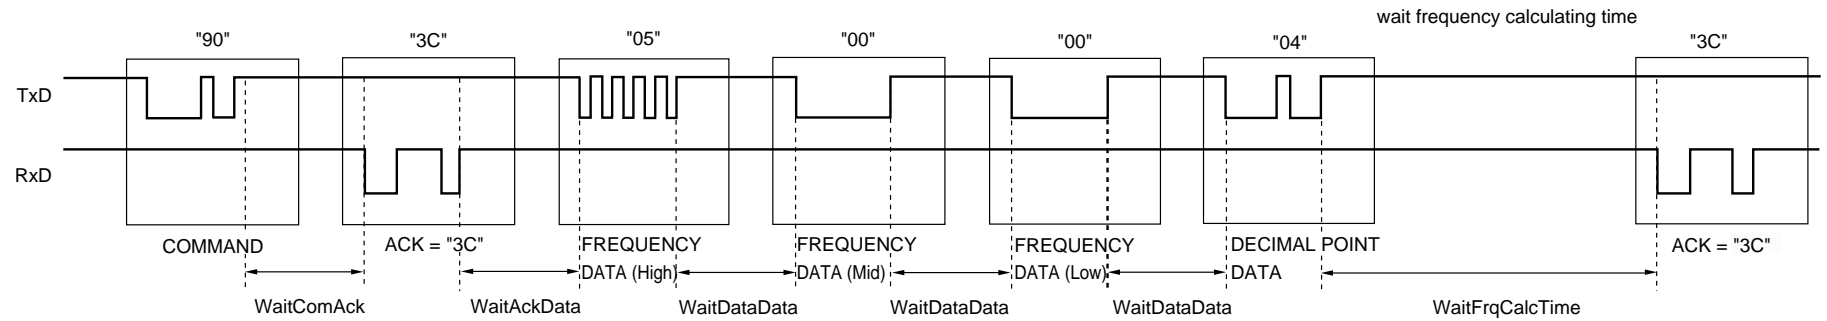 wait frequency calculating time
"90" "3C" "05" "00" "00" "04" "3C"
TxD
RxD
COMMAND ACK = "3C" FREQUENCY FREQUENCY FREQUENCY DECIMAL POINT ACK = "3C"
DATA (High) DATA (Mid) DATA (Low) DATA
WaitComAck WaitAckData WaitDataData WaitDataData WaitDataData WaitFrqCalcTime